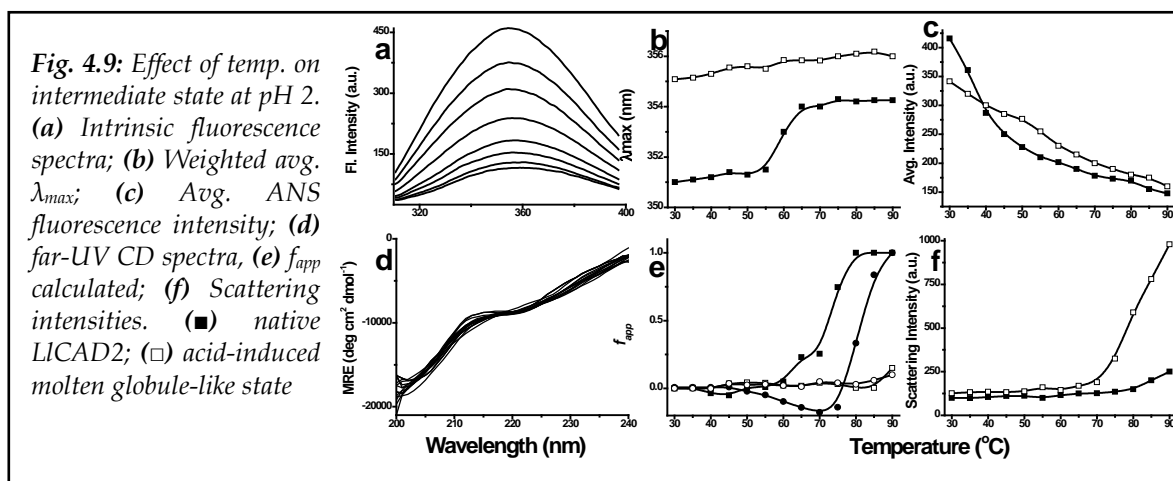 Fig. 4.9: Effect of temp. on
intermediate state at pH 2.
(a) Intrinsic fluorescence
spectra; (b) Weighted avg.
λmax; (c) Avg. ANS
fluorescence intensity; (d)
far-UV CD spectra, (e) fapp
calculated; (f) Scattering
intensities. (■) native
LlCAD2; (□) acid-induced
molten globule-like state
a
Fl. Intensity (a.u.)
450
300
150
320
360
400
b
λmax (nm)
356
354
352
350
30 40 50 60 70 80 90
c
Avg. Intensity (a.u.)
400
350
300
250
200
150
30 40 50 60 70 80 90
d
MRE (deg cm² dmol⁻¹)
0
-10000
-20000
200 210 220 230 240
Wavelength (nm)
e
fapp
1.0
0.5
0.0
30 40 50 60 70 80 90
f
Scattering Intensity (a.u.)
1000
750
500
250
0
30 40 50 60 70 80 90
Temperature (°C)